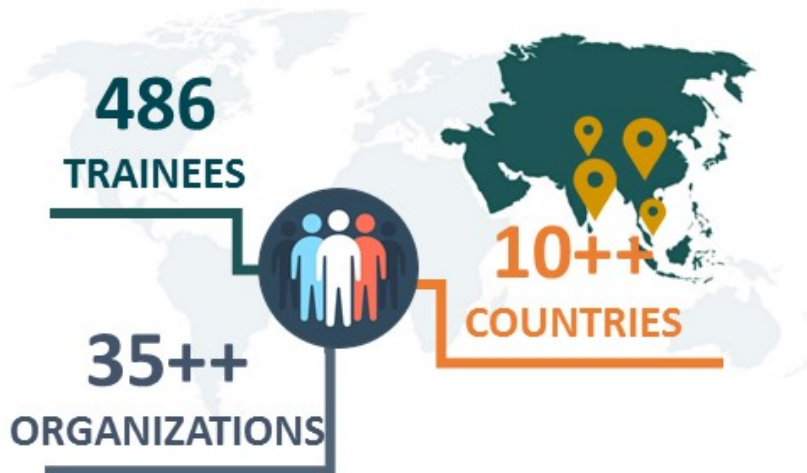 486
TRAINEES
10++
COUNTRIES
35++
ORGANIZATIONS